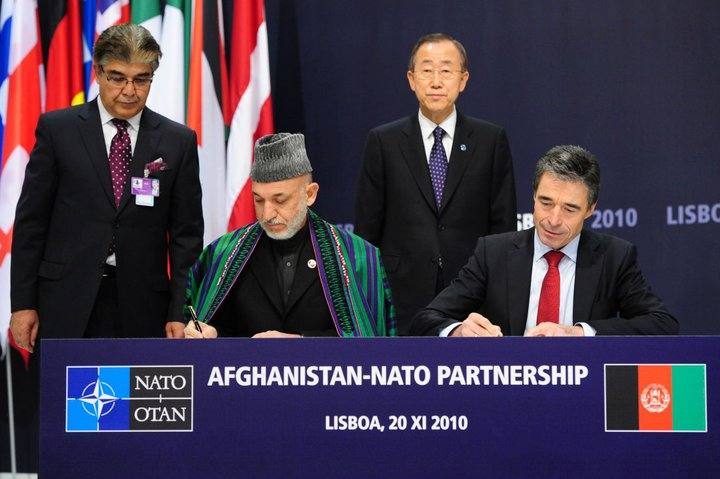 2010
LISBO
NATO
OTAN
AFGHANISTAN-NATO PARTNERSHIP
LISBOA, 20 XI 2010